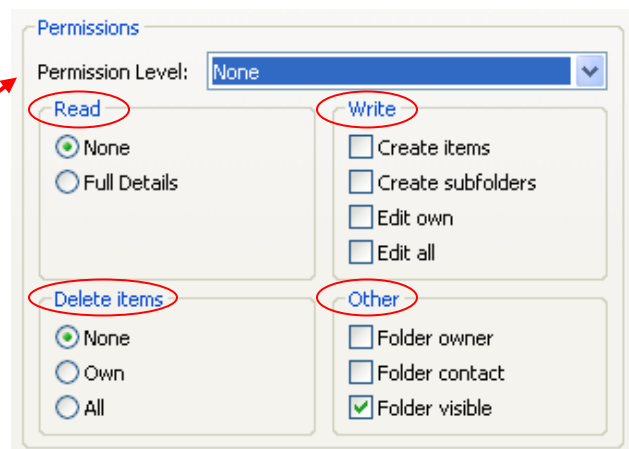 Permissions
Permission Level: None
Read
None
Full Details
Write
Create items
Create subfolders
Edit own
Edit all
Delete items
None
Own
All
Other
Folder owner
Folder contact
Folder visible